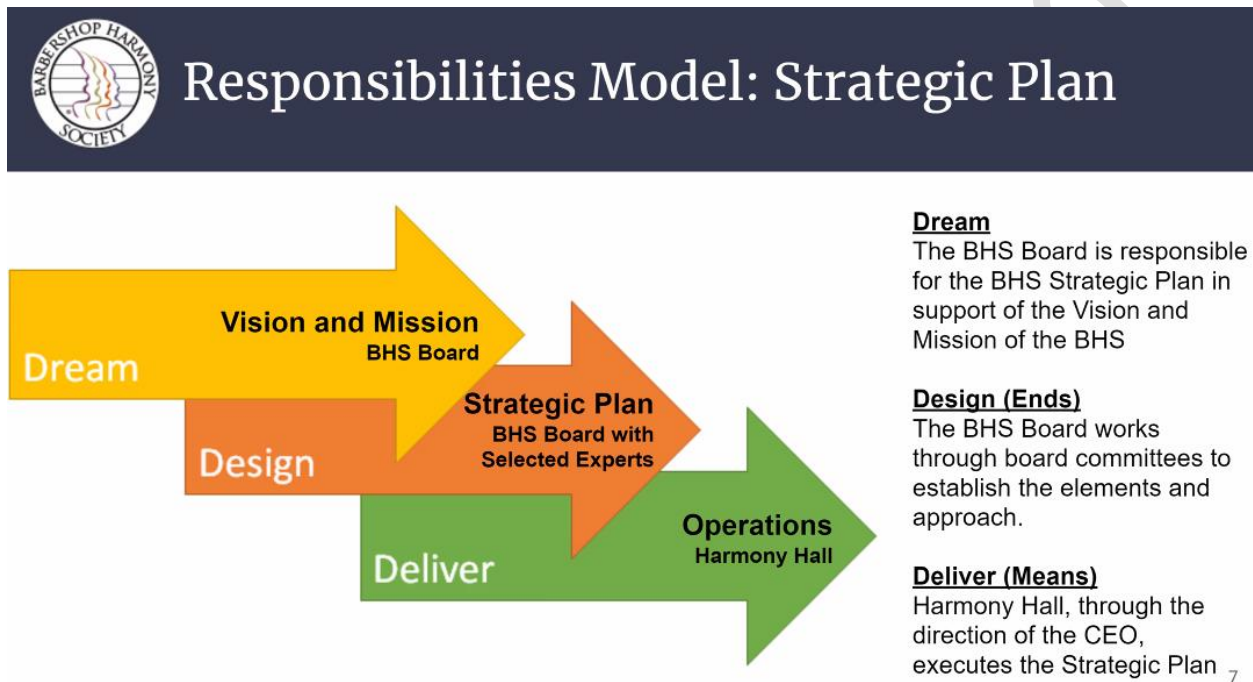 BARBERSHOP HARMONY
SOCIETY
Responsibilities Model: Strategic Plan
Vision and Mission
BHS Board
Dream
Strategic Plan
BHS Board with
Selected Experts
Design
Operations
Harmony Hall
Deliver
Dream
The BHS Board is responsible
for the BHS Strategic Plan in
support of the Vision and
Mission of the BHS
Design (Ends)
The BHS Board works
through board committees to
establish the elements and
approach.
Deliver (Means)
Harmony Hall, through the
direction of the CEO,
executes the Strategic Plan
7